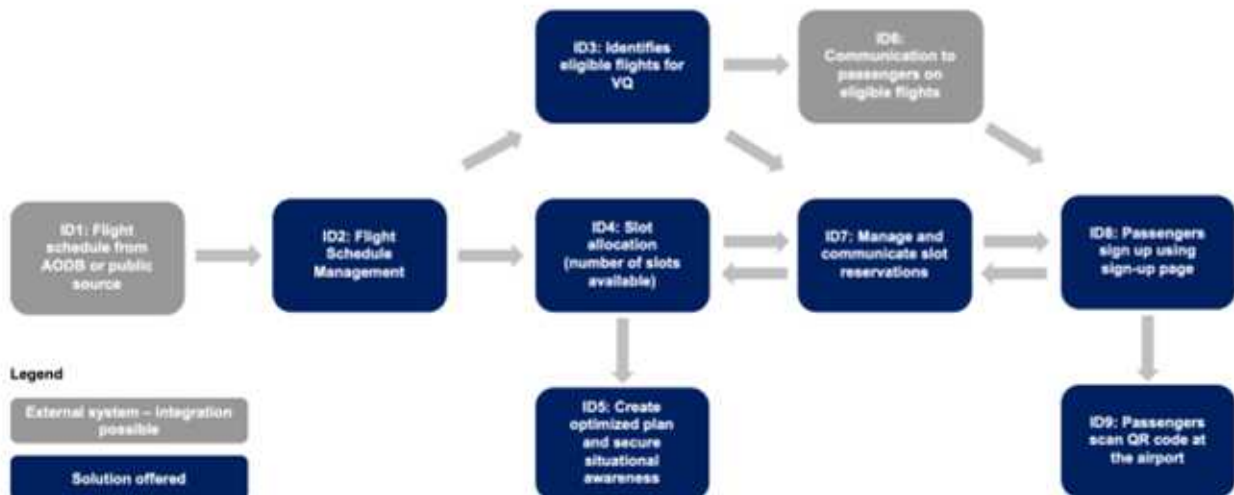 ID3: Identifies
eligible flights for
VQ
ID6:
Communication to
passengers on
eligible flights
ID1: Flight
schedule from
AODB or public
source
ID2: Flight
Schedule
Management
ID4: Slot
allocation
(number of slots
available)
ID7: Manage and
communicate slot
reservations
ID8: Passengers
sign up using
sign-up page
Legend
External system – integration
possible
Solution offered
ID5: Create
optimized plan
and secure
situational
awareness
ID9: Passengers
scan QR code at
the airport